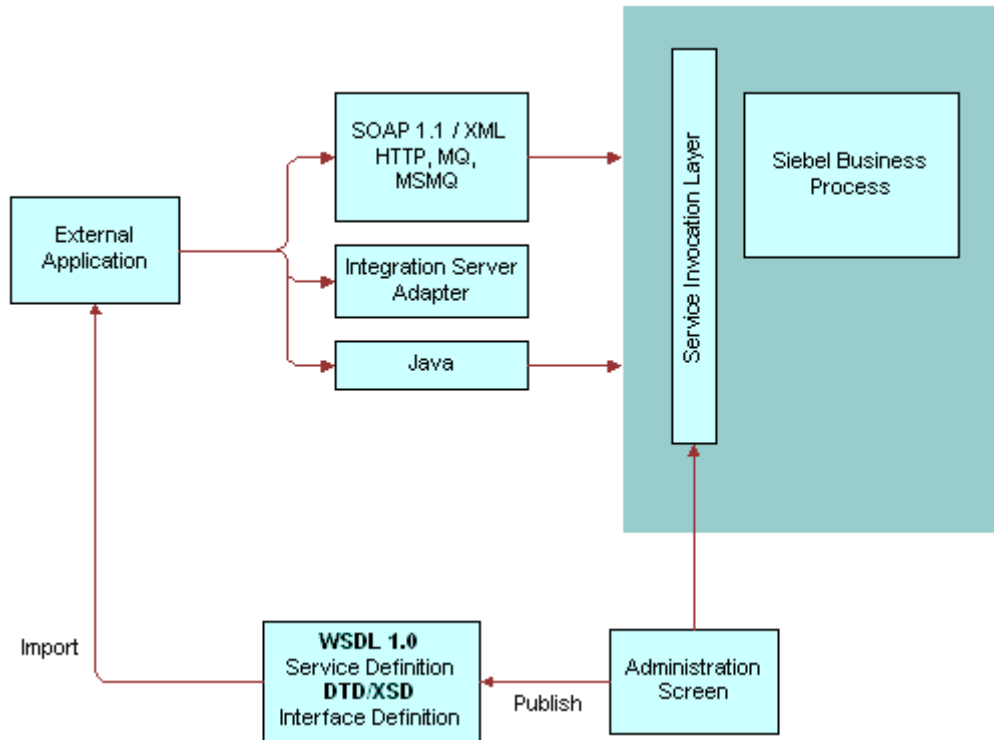 SOAP 1.1 / XML
HTTP, MQ,
MSMQ
Service Invocation Layer
Siebel Business
Process
External
Application
Integration Server
Adapter
Java
Import
WSDL 1.0
Service Definition
DTD/XSD
Interface Definition
Publish
Administration
Screen